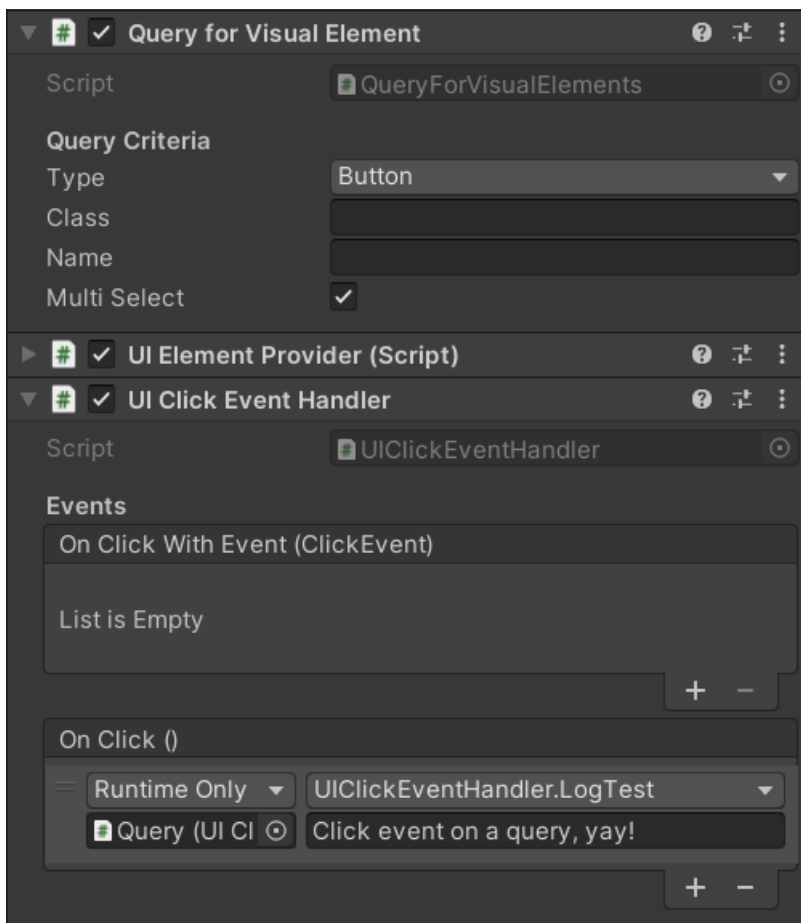 Query for Visual Element
Script QueryForVisualElements
Query Criteria
Type Button
Class
Name
Multi Select
UI Element Provider (Script)
UI Click Event Handler
Script UIClickEventHandler
Events
On Click With Event (ClickEvent)
List is Empty
+ −
On Click ()
Runtime Only UIClickEventHandler.LogTest
Query (UI Cl Click event on a query, yay!
+ −